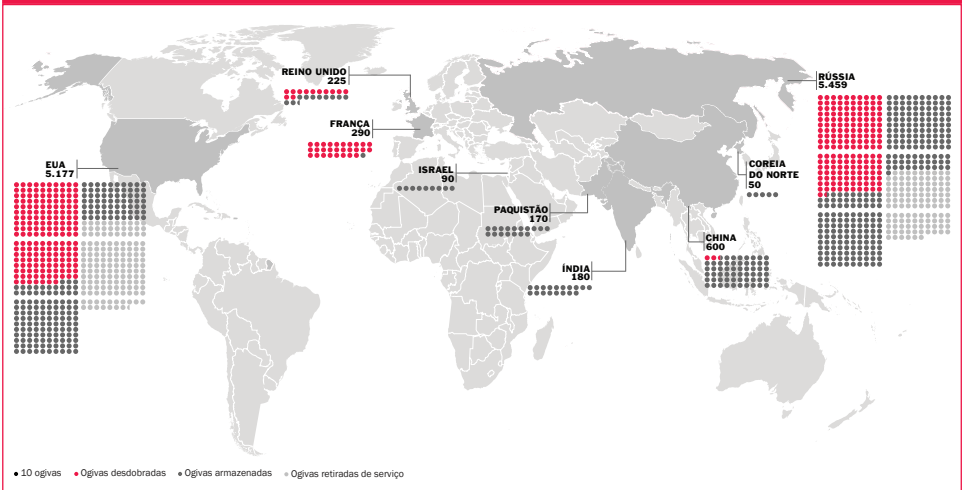 REINO UNIDO
225
FRANÇA
290
EUA
5.177
ISRAEL
90
PAQUISTÃO
170
ÍNDIA
180
RÚSSIA
5.459
COREIA
DO NORTE
50
CHINA
600
10 ogivas
Ogivas desdobradas
Ogivas armazenadas
Ogivas retiradas de serviço